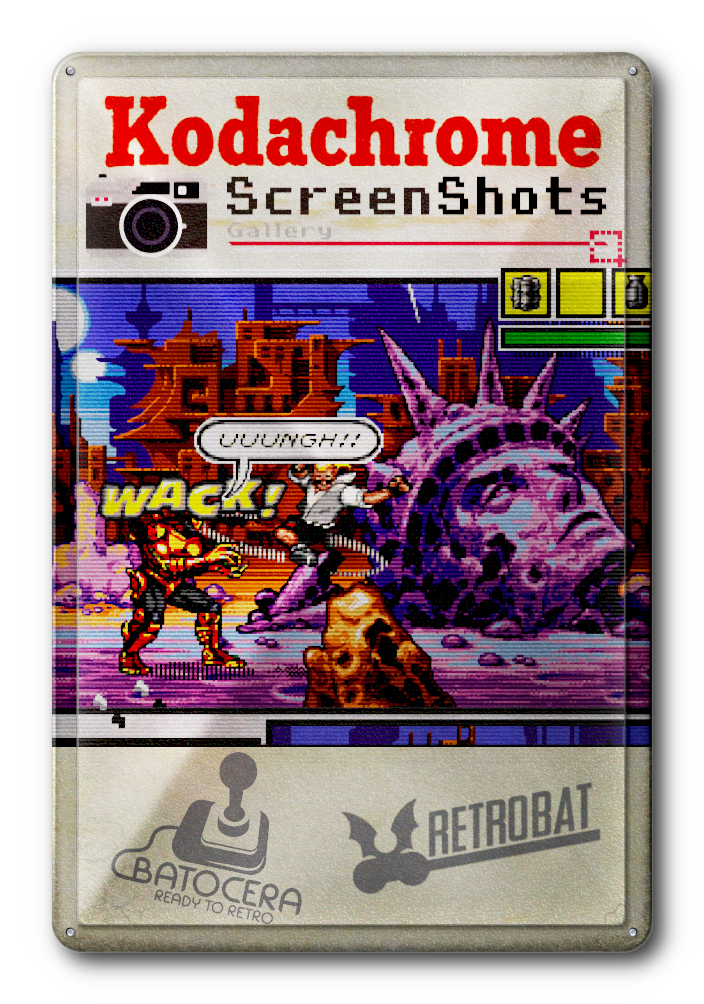 Kodachrome
ScreenShots
Gallery
UUUNGH!!
WACK!
RETROBAT
BATOCERA
READY TO RETRO